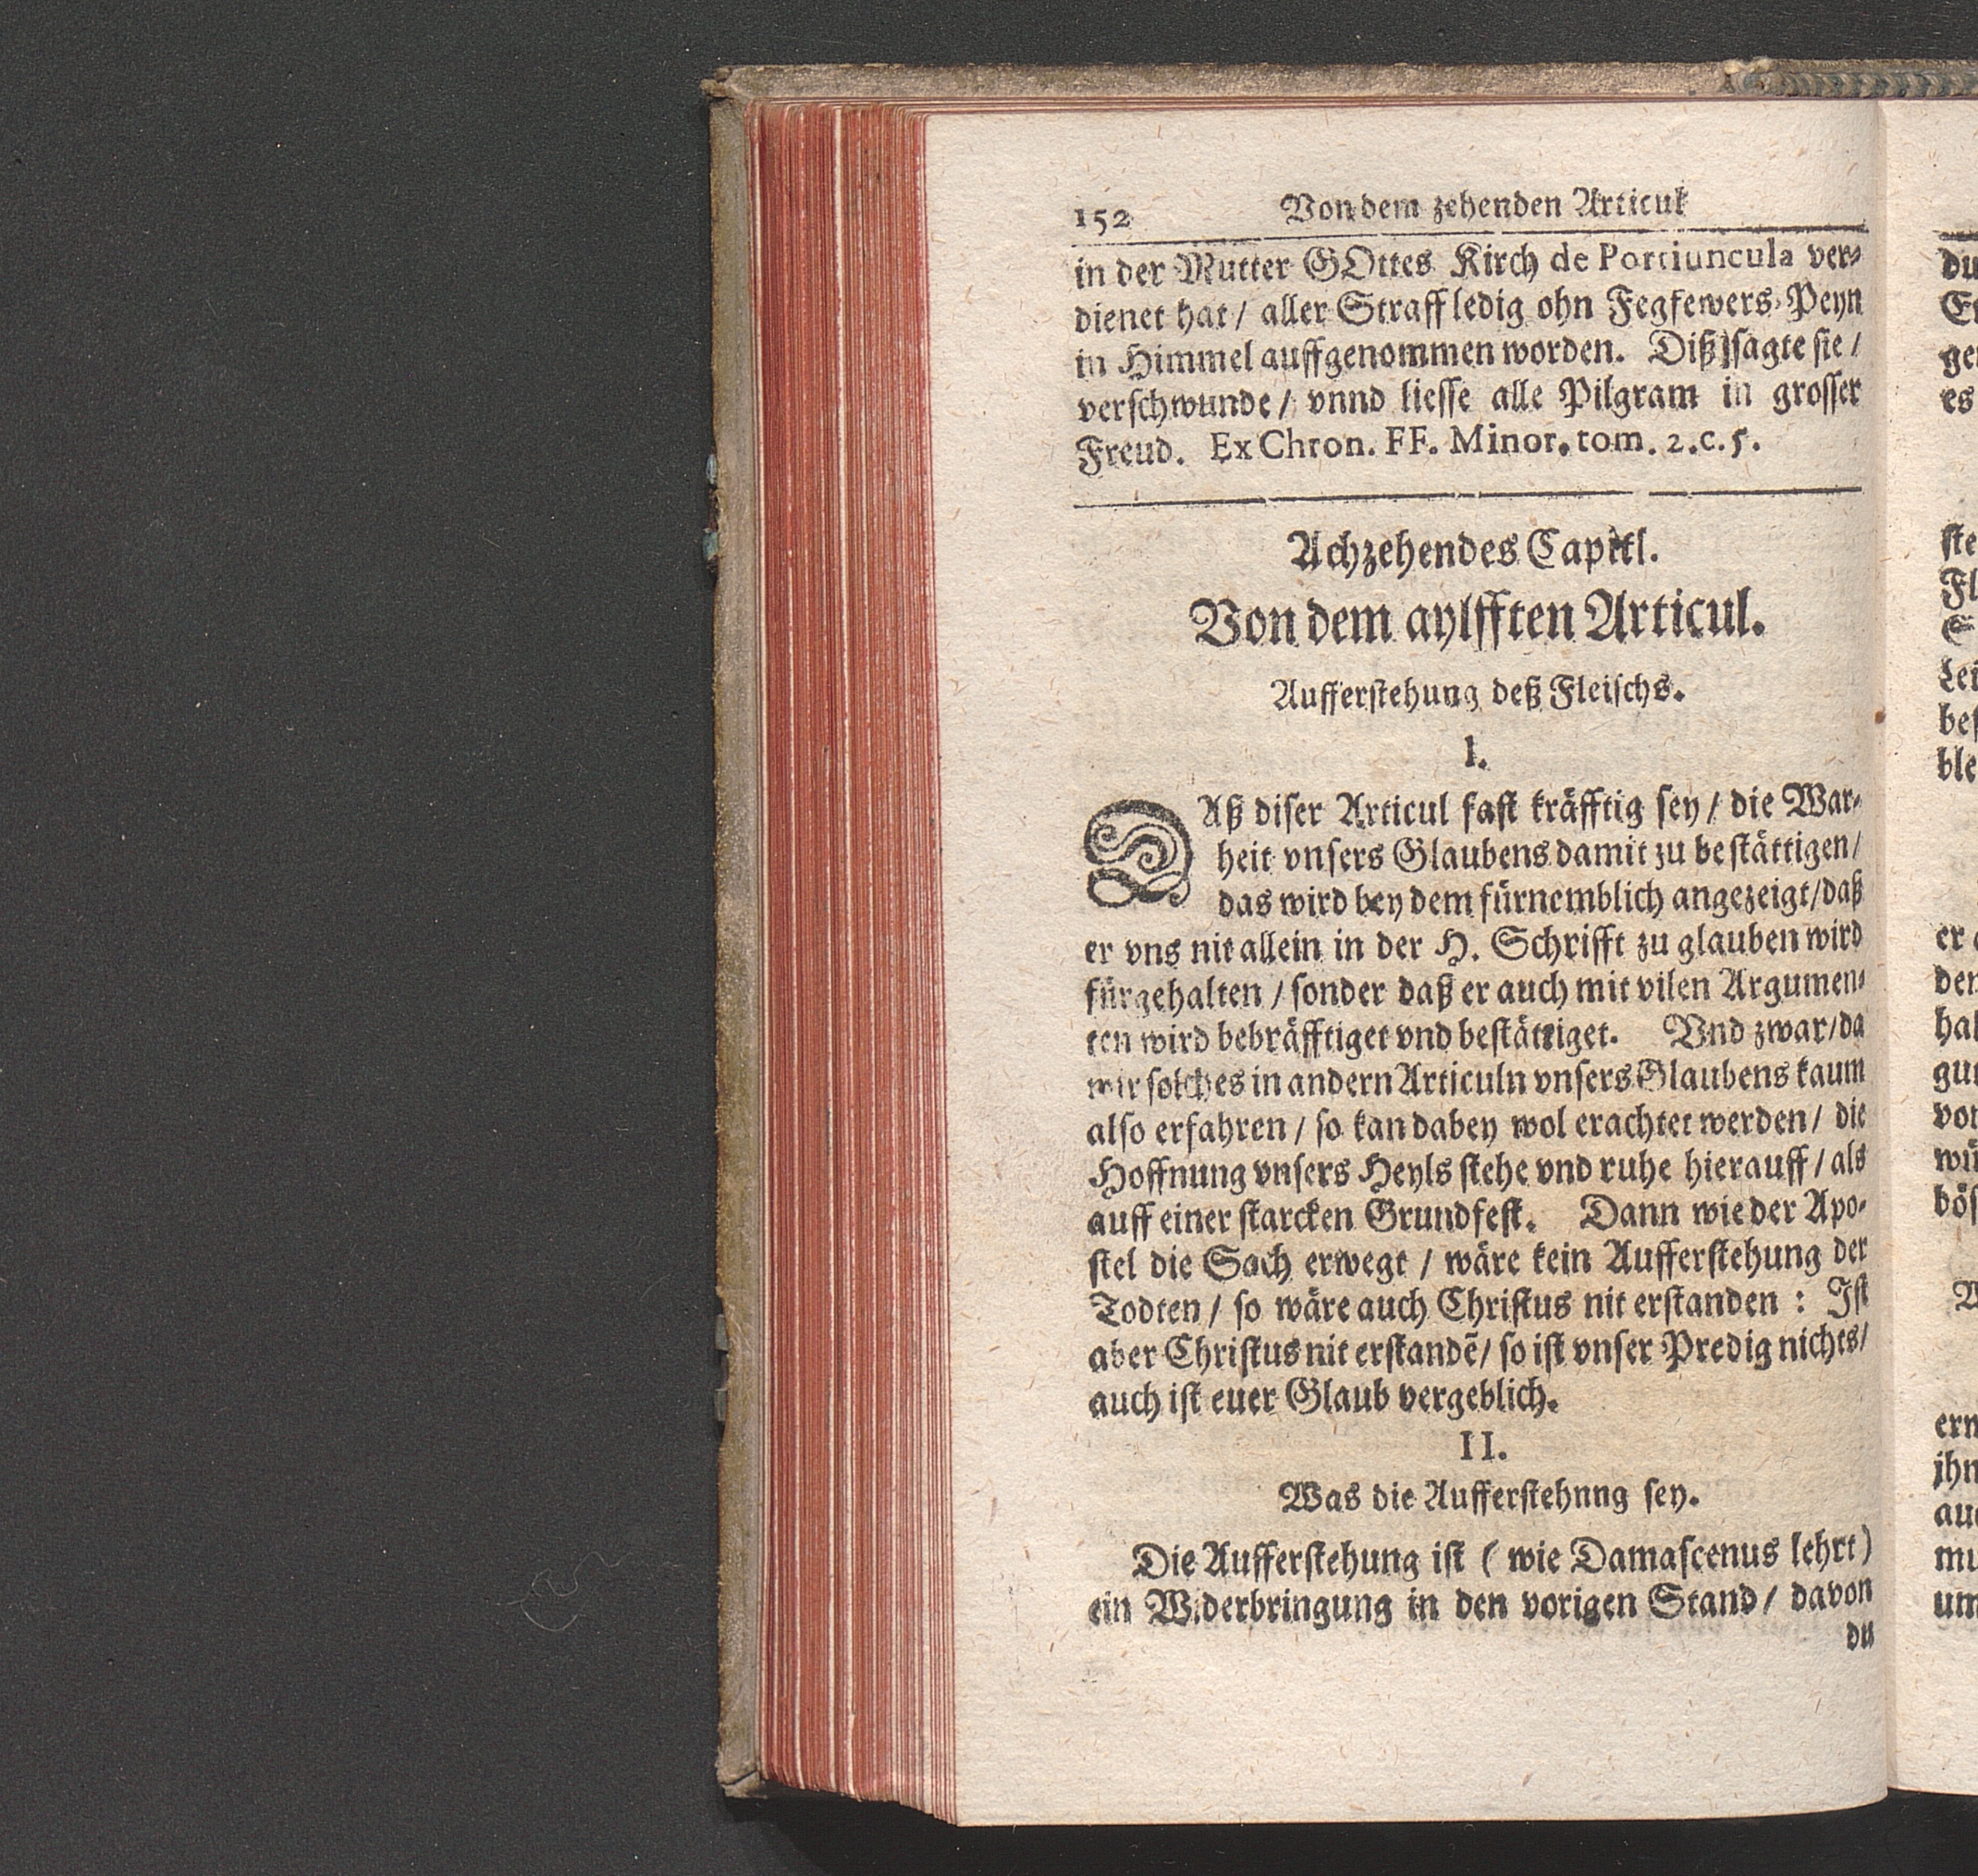 152 Von dem zehenden Articul
in der Mutter GOttes Kirch de Portiuncula ver-
dienet hat / aller Straff ledig ohn Fegfewers-Peyn
in Himmel auffgenommen worden. Diß sagte sie /
verschwunde / vnnd liesse alle Pilgram in grosser
Freud. Ex Chron. FF. Minor. tom. 2. c. 5.
Achzehendes Capitl.
Von dem aylfften Articul.
Aufferstehung deß Fleischs.
I.
DAß diser Articul fast kräfftig sey / die War-
heit vnsers Glaubens damit zu bestättigen /
das wird bey dem fürnemblich angezeigt / daß
er vns nit allein in der H. Schrifft zu glauben wird
fürgehalten / sonder daß er auch mit vilen Argumen-
ten wird bebräfftiget vnd bestättiget. Vnd zwar / da
wir solches in andern Articuln vnsers Glaubens kaum
also erfahren / so kan dabey wol erachtet werden / die
Hoffnung vnsers Heyls stehe vnd ruhe hierauff / als
auff einer starcken Grundfest. Dann wie der Apo-
stel die Sach erwegt / wäre kein Aufferstehung der
Todten / so wäre auch Christus nit erstanden : Ist
aber Christus nit erstandẽ / so ist vnser Predig nichts /
auch ist euer Glaub vergeblich.
II.
Was die Aufferstehnng sey.
Die Aufferstehung ist ( wie Damascenus lehrt )
ein Widerbringung in den vorigen Stand / davon
du